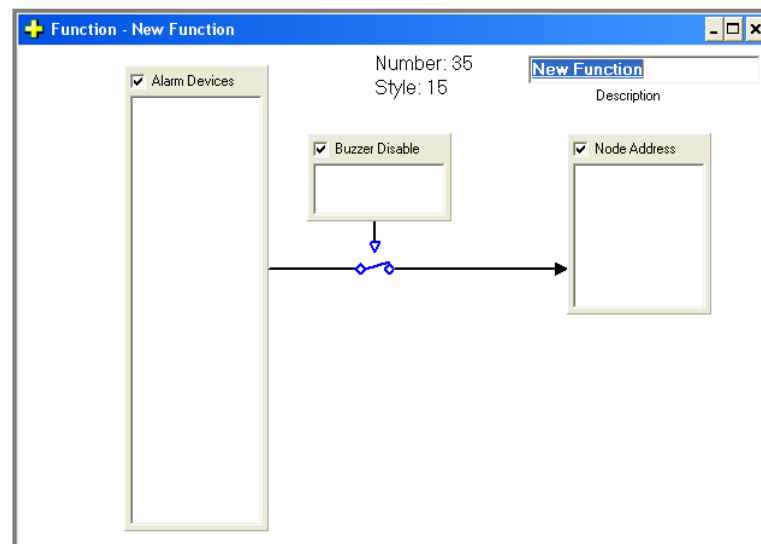 Function - New Function
Number: 35
Style: 15
New Function
Description
Alarm Devices
Buzzer Disable
Node Address